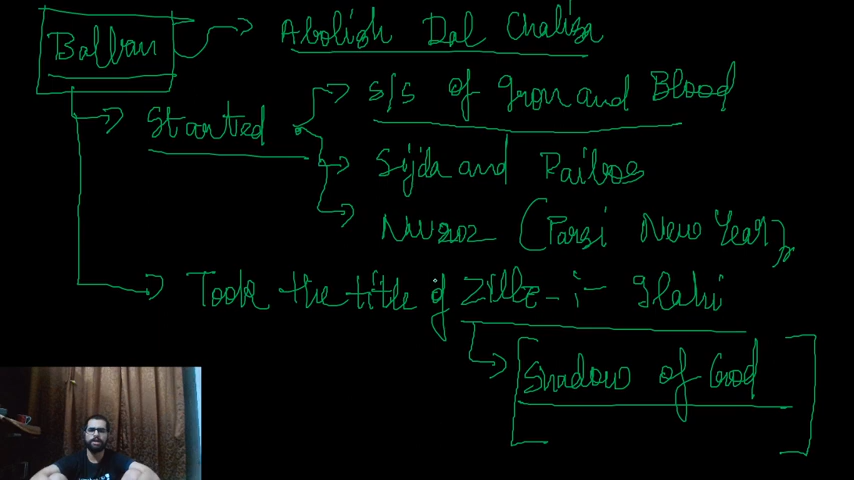 Balban → Abolish Dal Chalisa
Started → s/s of Iron and Blood
→ Sijda and Paibos
→ Nuvroz (Parsi New Year)
→ Took the title of Zille-i-Ilahi
→ [Shadow of God]